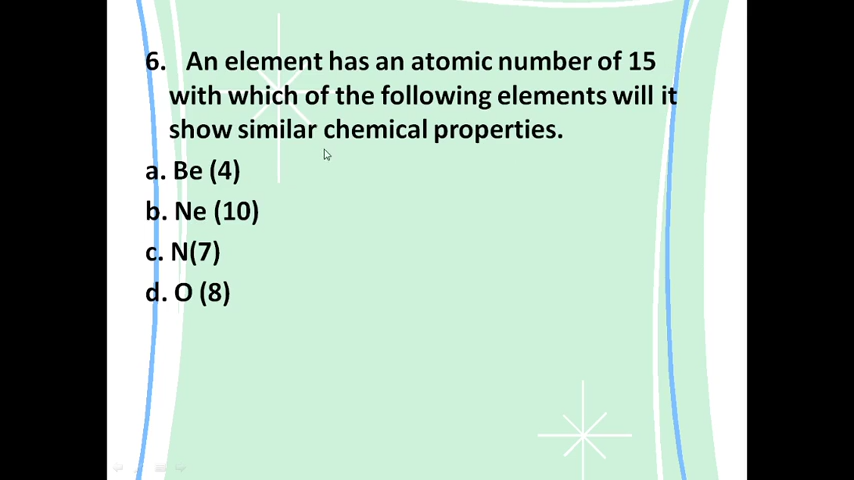 6. An element has an atomic number of 15
with which of the following elements will it
show similar chemical properties.
a. Be (4)
b. Ne (10)
c. N(7)
d. O (8)